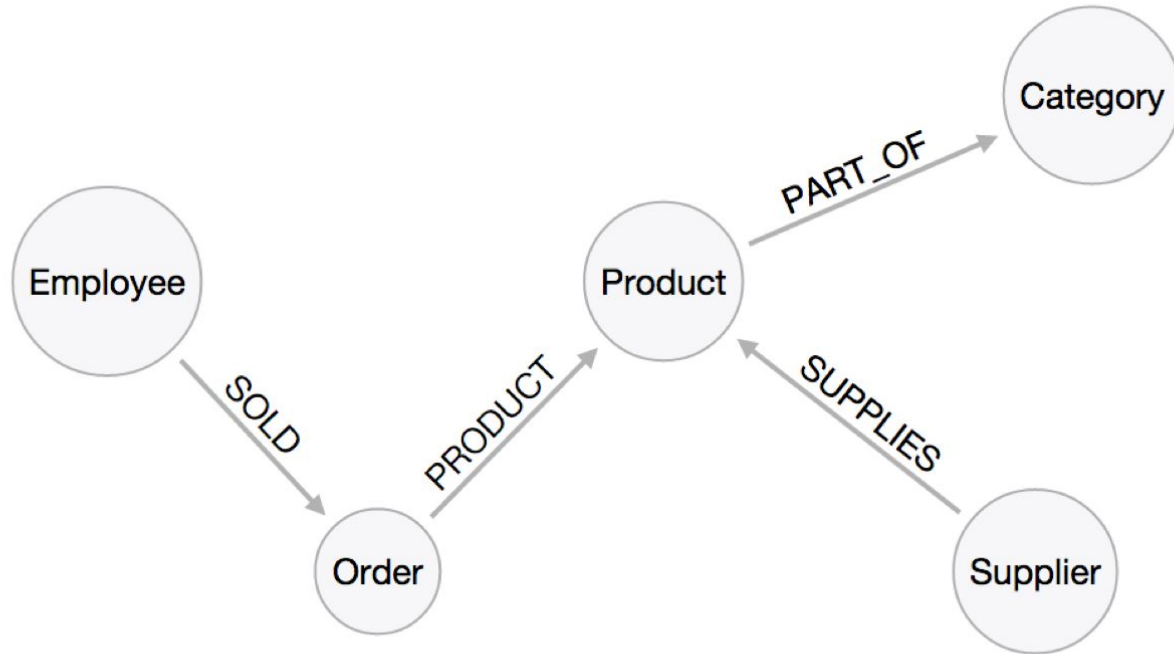 Category
PART_OF
Employee
Product
SOLD
PRODUCT
SUPPLIES
Order
Supplier